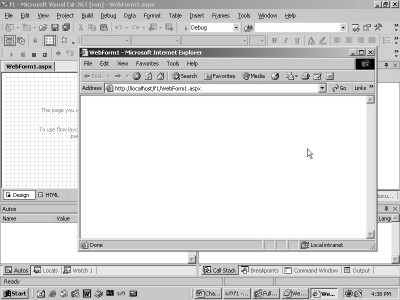 f1 - Microsoft Visual C# .NET [run] - WebForm1.aspx
File Edit View Project Build Debug Data Format Table Insert Frames Tools Window Help
Debug
WebForm1.aspx
WebForm1 - Microsoft Internet Explorer
File Edit View Favorites Tools Help
Search Favorites Media
Address http://localhost/f1/WebForm1.aspx Go Links
The page you
To use flow layo
Design HTML
Autos
Name Value
Lang
Done Local intranet
Autos Locals Watch 1
Call Stack Breakpoints Command Window Output
Ready
Start
Cha...
Full...
We...
We...
4:38 PM